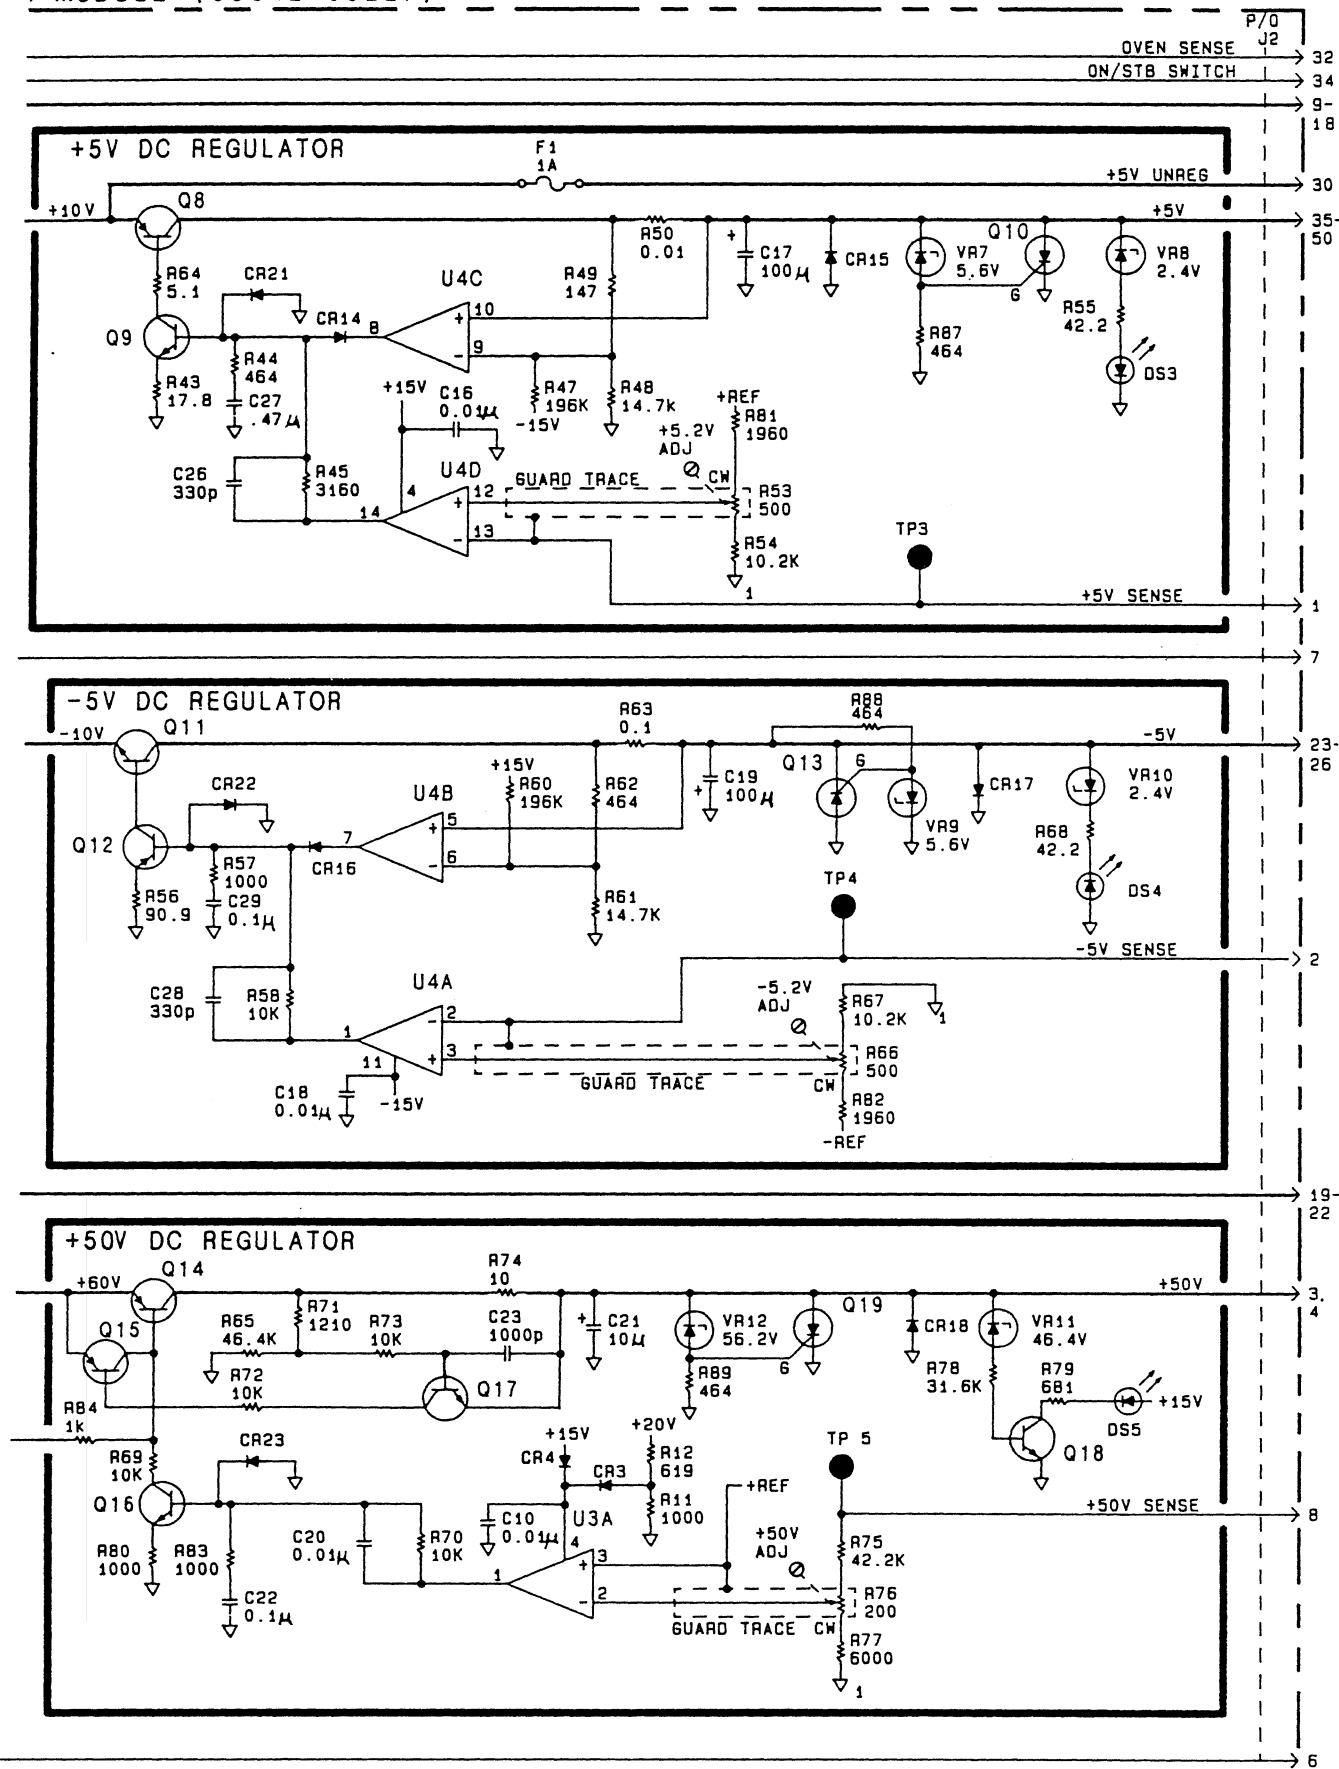 P/O
J2
OVEN SENSE
32
ON/STB SWITCH
34
9-
18
+5V DC REGULATOR
F1
1A
+5V UNREG
30
+10V
Q8
+5V
35-
50
R50
0.01
+
C17
100μ
CR15
VR7
5.6V
Q10
G
VR8
2.4V
R64
5.1
CR21
U4C
R49
147
R55
42.2
Q9
CR14
8
+
10
-
9
R87
464
DS3
R43
17.8
R44
464
C27
.47μ
+15V
C16
0.01μ
R47
196K
-15V
R48
14.7K
+REF
R81
1960
+5.2V
ADJ
C26
330p
R45
3160
U4D
4
GUARD TRACE
CW
R53
500
14
+
12
-
13
R54
10.2K
1
TP3
+5V SENSE
1
7
-5V DC REGULATOR
-10V
Q11
R63
0.1
R88
464
-5V
23-
26
CR22
U4B
+15V
R60
196K
R62
464
+
C19
100μ
Q13
G
VR9
5.6V
CR17
VR10
2.4V
Q12
7
+
5
-
6
CR16
R57
1000
C29
0.1μ
R56
90.9
R61
14.7K
R68
42.2
DS4
TP4
-5V SENSE
2
C28
330p
R58
10K
U4A
-5.2V
ADJ
R67
10.2K
1
1
-
2
+
3
11
R66
500
GUARD TRACE
CW
C18
0.01μ
-15V
R82
1960
-REF
19-
22
+50V DC REGULATOR
+60V
Q14
R74
10
+50V
3,
4
Q15
R65
46.4K
R71
1210
R73
10K
C23
1000p
+
C21
10μ
VR12
56.2V
Q19
G
CR18
VR11
46.4V
R72
10K
Q17
R89
464
R78
31.6K
R79
681
DS5
+15V
R84
1k
Q18
R69
10K
CR23
+15V
CR4
CR3
+20V
R12
619
R11
1000
TP 5
+REF
Q16
C10
0.01μ
U3A
4
+50V SENSE
8
R80
1000
R83
1000
C20
0.01μ
R70
10K
1
+
3
-
2
+50V
ADJ
R75
42.2K
C22
0.1μ
R76
200
GUARD TRACE
CW
R77
6000
1
6